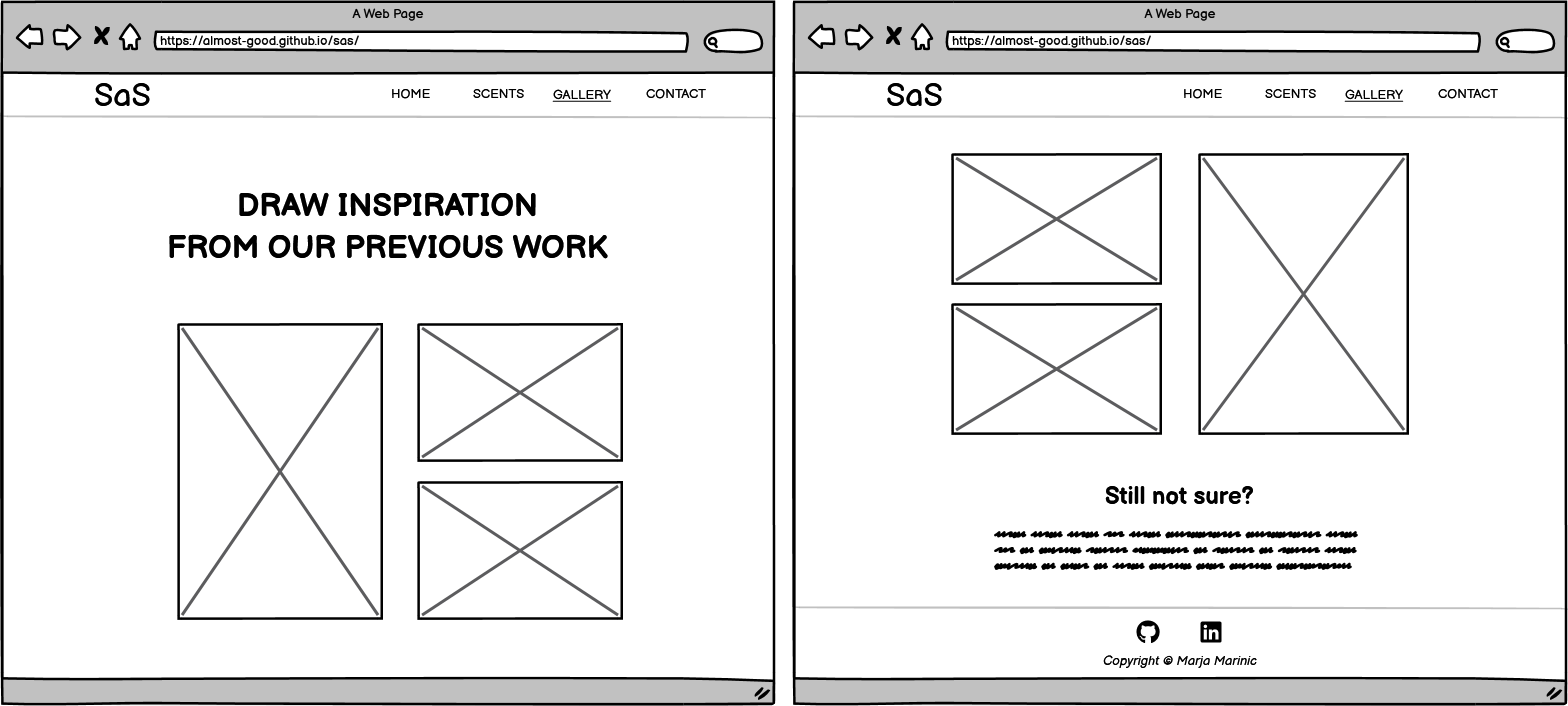 A Web Page
https://almost-good.github.io/sas/
SaS
HOME SCENTS GALLERY CONTACT
DRAW INSPIRATION
FROM OUR PREVIOUS WORK
A Web Page
https://almost-good.github.io/sas/
SaS
HOME SCENTS GALLERY CONTACT
Still not sure?
in
Copyright © Marja Marinic